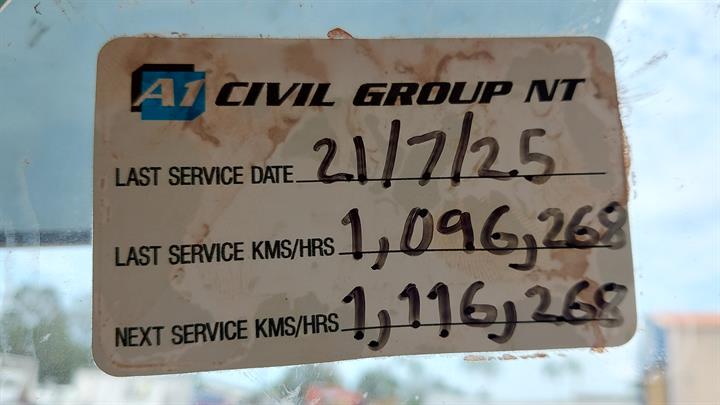 A1 CIVIL GROUP NT
LAST SERVICE DATE 21/7/25
LAST SERVICE KMS/HRS 1,096,268
NEXT SERVICE KMS/HRS 1,116,268